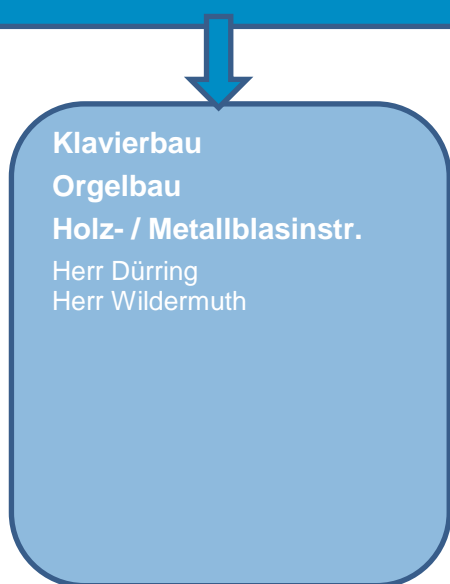 Klavierbau
Orgelbau
Holz- / Metallblasinstr.
Herr Dürring
Herr Wildermuth